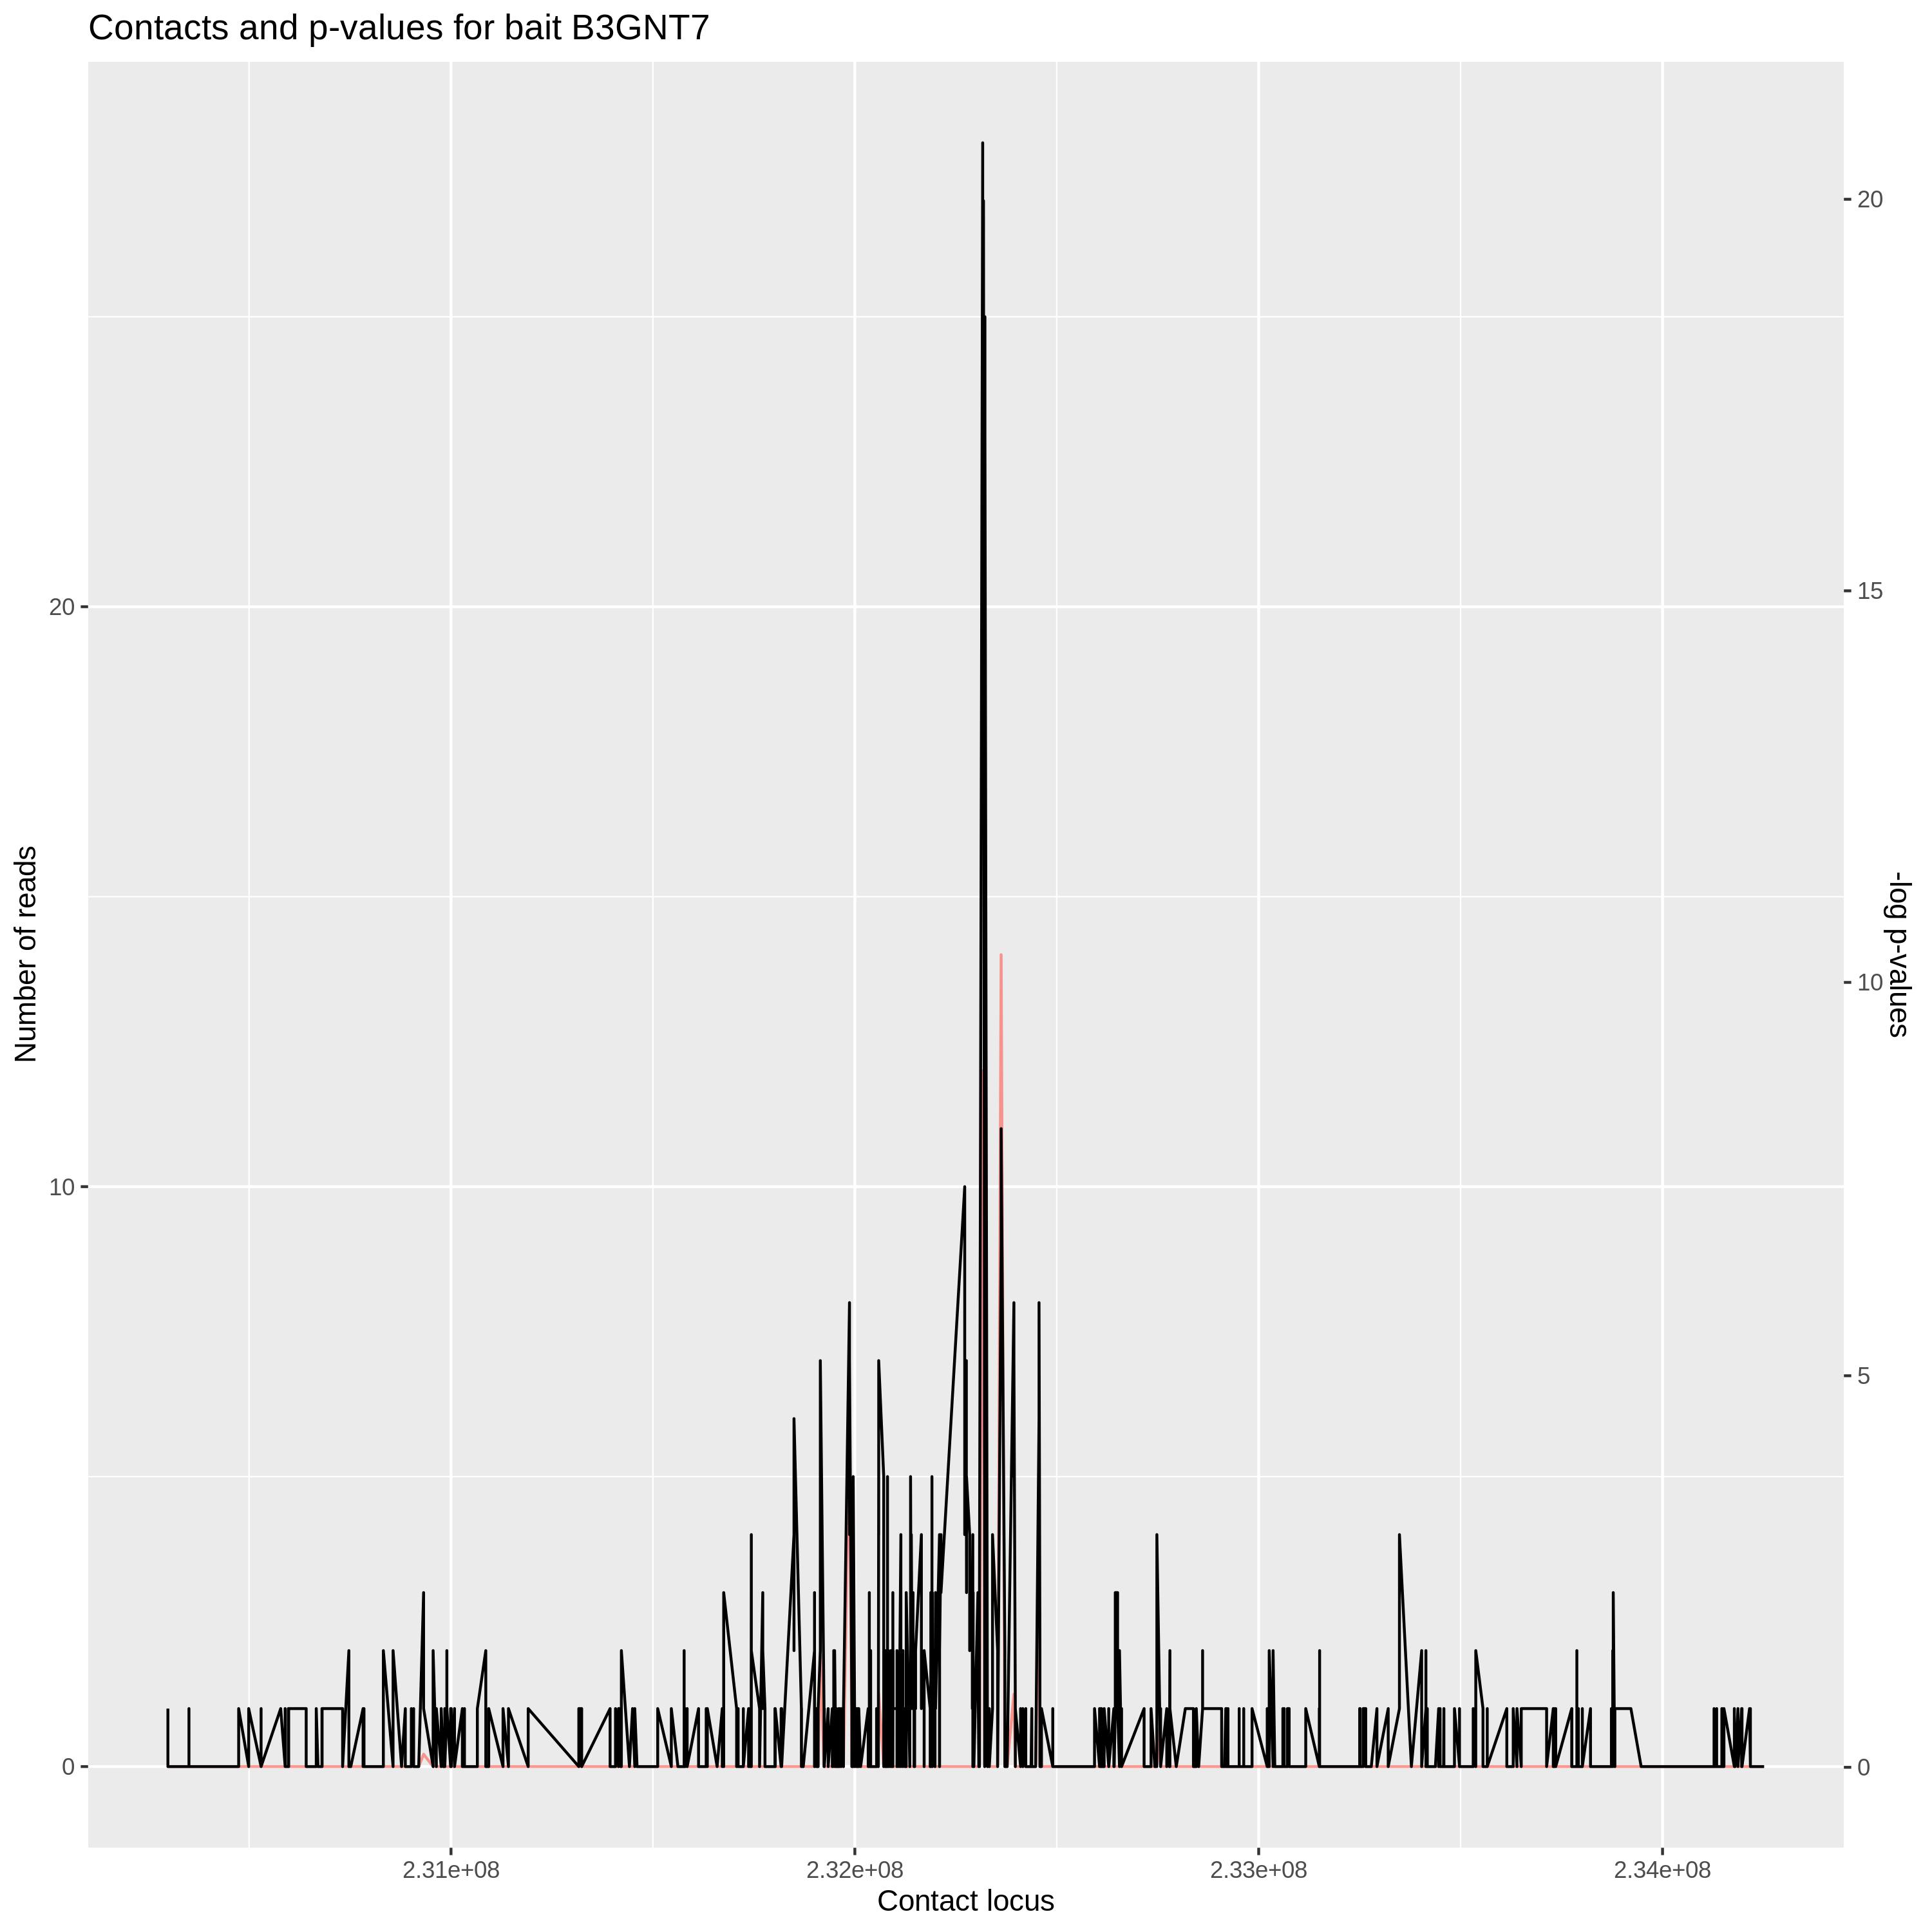 Contacts and p-values for bait B3GNT7
Number of reads
20
10
0
20
15
10
5
0
-log p-values
2.31e+08
2.32e+08
2.33e+08
2.34e+08
Contact locus